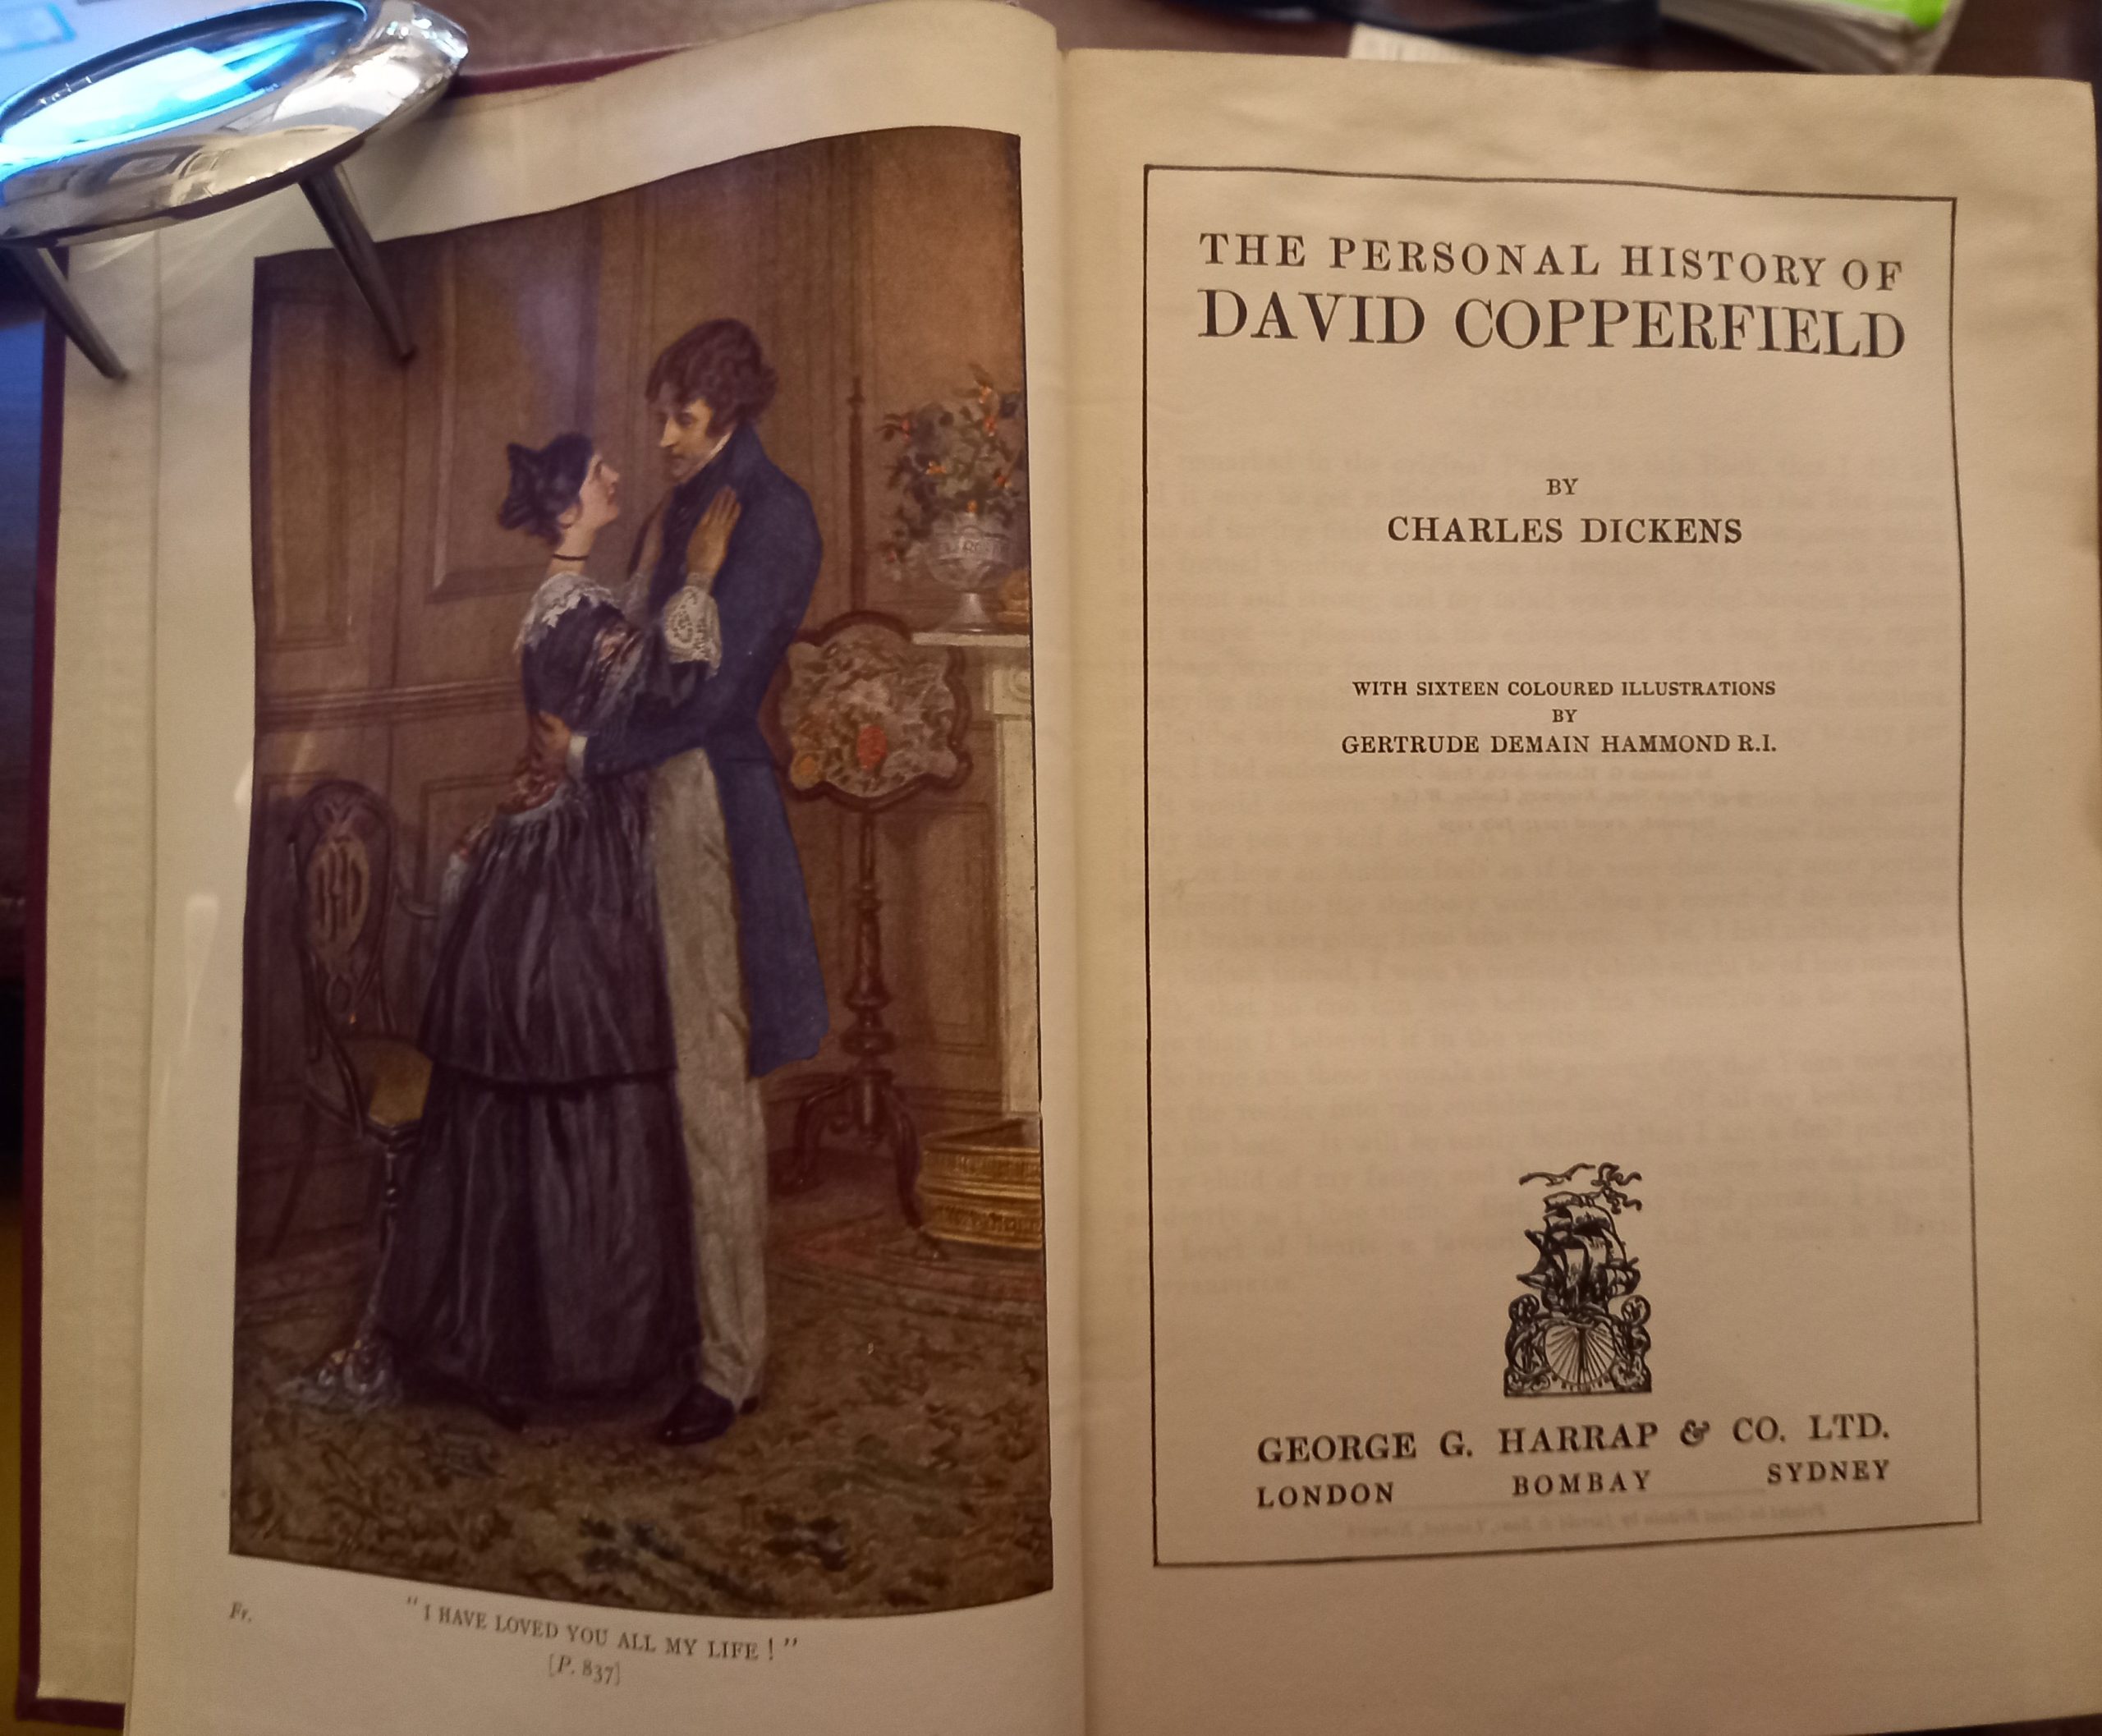 Fr.
"I HAVE LOVED YOU ALL MY LIFE!"
[P. 837]
THE PERSONAL HISTORY OF
DAVID COPPERFIELD
BY
CHARLES DICKENS
WITH SIXTEEN COLOURED ILLUSTRATIONS
BY
GERTRUDE DEMAIN HAMMOND R.I.
GEORGE G. HARRAP & CO. LTD.
LONDON BOMBAY SYDNEY